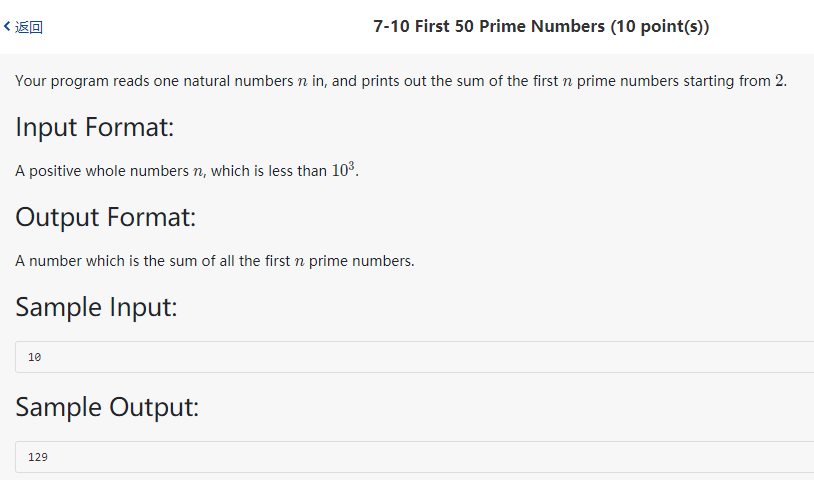 返回
7-10 First 50 Prime Numbers (10 point(s))
Your program reads one natural numbers n in, and prints out the sum of the first n prime numbers starting from 2.
Input Format:
A positive whole numbers n, which is less than 10³.
Output Format:
A number which is the sum of all the first n prime numbers.
Sample Input:
10
Sample Output:
129